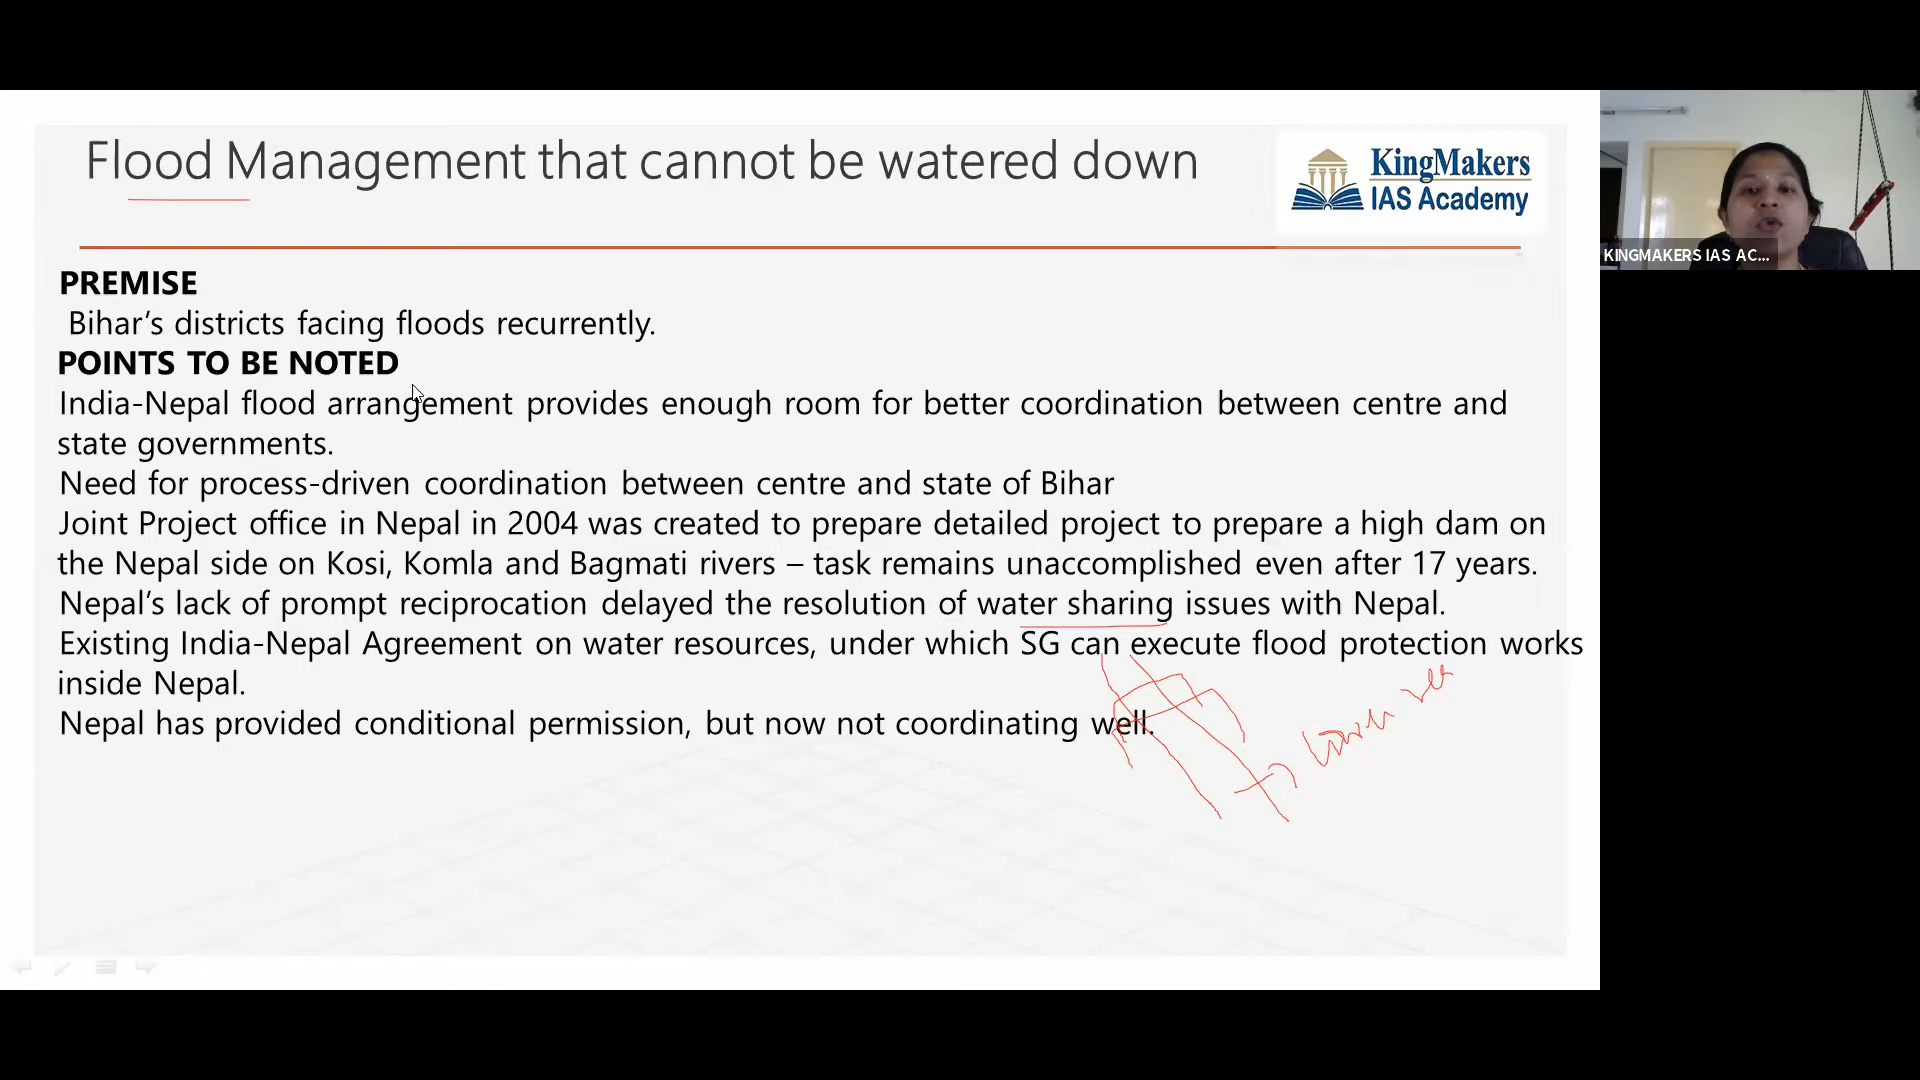 Flood Management that cannot be watered down
KingMakers
IAS Academy
KINGMAKERS IAS AC...
PREMISE
Bihar’s districts facing floods recurrently.
POINTS TO BE NOTED
India-Nepal flood arrangement provides enough room for better coordination between centre and
state governments.
Need for process-driven coordination between centre and state of Bihar
Joint Project office in Nepal in 2004 was created to prepare detailed project to prepare a high dam on
the Nepal side on Kosi, Komla and Bagmati rivers – task remains unaccomplished even after 17 years.
Nepal’s lack of prompt reciprocation delayed the resolution of water sharing issues with Nepal.
Existing India-Nepal Agreement on water resources, under which SG can execute flood protection works
inside Nepal.
Nepal has provided conditional permission, but now not coordinating well.